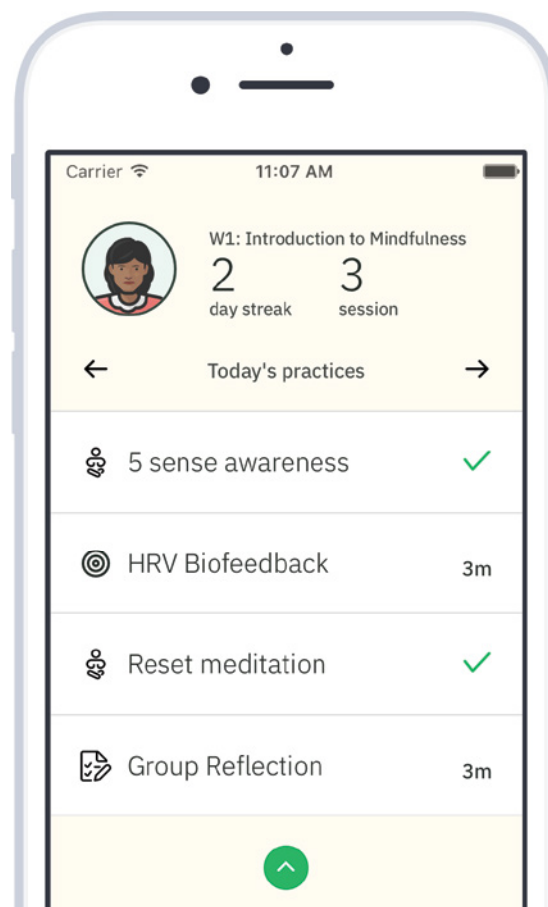 Carrier 11:07 AM
W1: Introduction to Mindfulness
2 3
day streak session
Today's practices
5 sense awareness
HRV Biofeedback 3m
Reset meditation
Group Reflection 3m